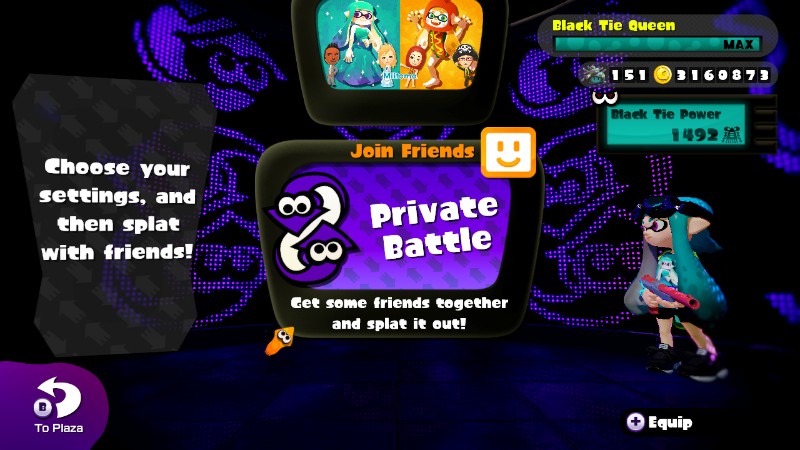 Black Tie Queen
MAX
151 3160873
Black Tie Power
1492
Join Friends
Private
Battle
Get some friends together
and splat it out!
Choose your
settings, and
then splat
with friends!
B
To Plaza
Equip